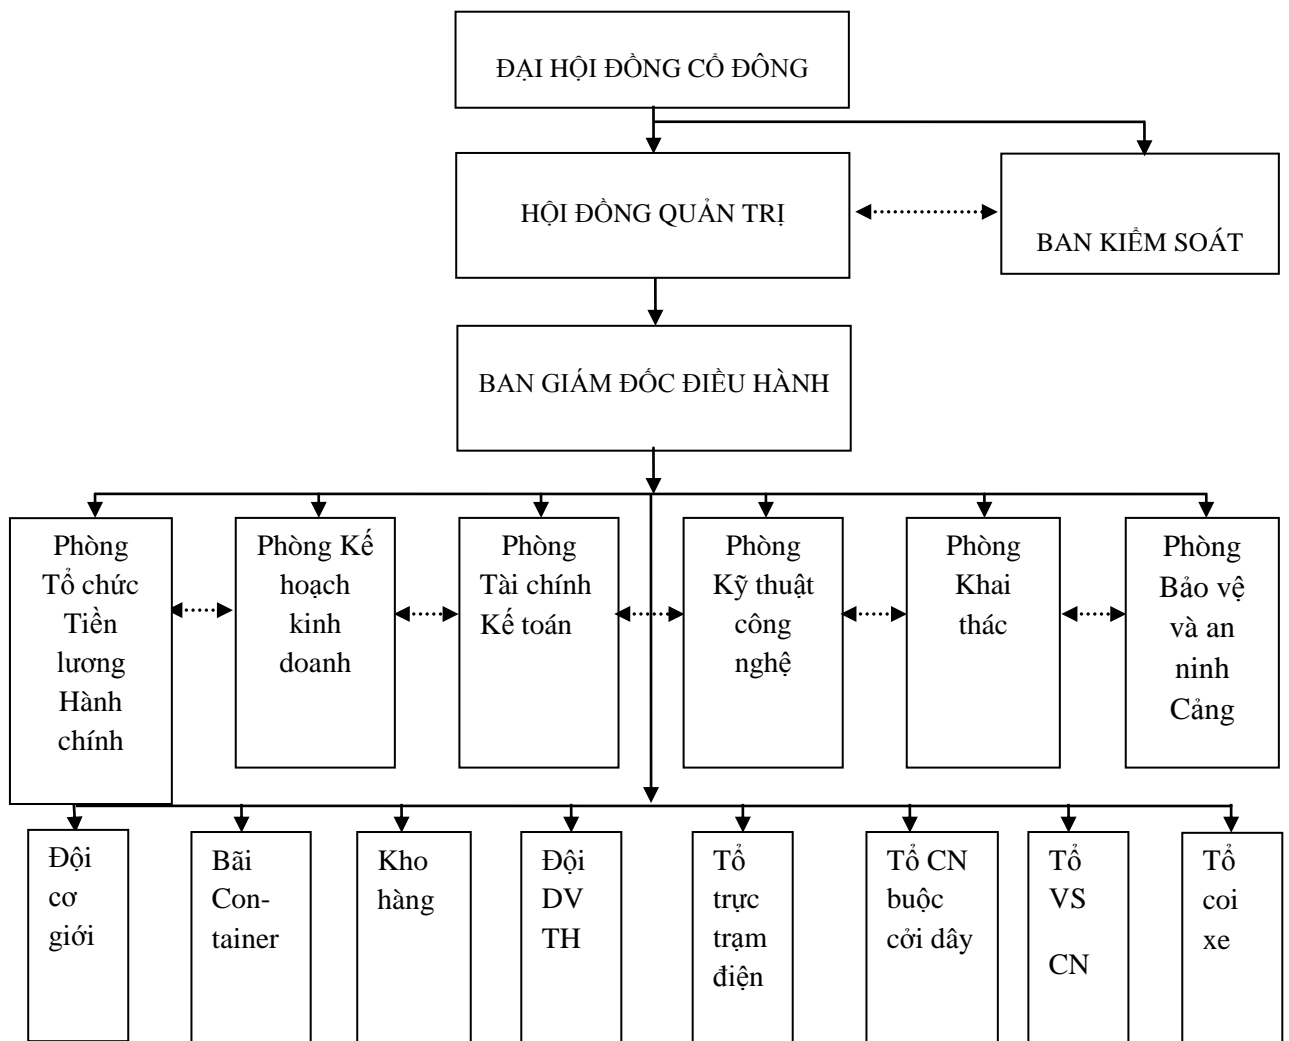 ĐẠI HỘI ĐỒNG CỔ ĐÔNG
HỘI ĐỒNG QUẢN TRỊ
BAN KIỂM SOÁT
BAN GIÁM ĐỐC ĐIỀU HÀNH
Phòng
Tổ chức
Tiền
lương
Hành
chính
Phòng Kế
hoạch
kinh
doanh
Phòng
Tài chính
Kế toán
Phòng
Kỹ thuật
công
nghệ
Phòng
Khai
thác
Phòng
Bảo vệ
và an
ninh
Cảng
Đội
cơ
giới
Bãi
Con-
tainer
Kho
hàng
Đội
DV
TH
Tổ
trực
trạm
điện
Tổ CN
buộc
cởi dây
Tổ
VS
CN
Tổ
coi
xe